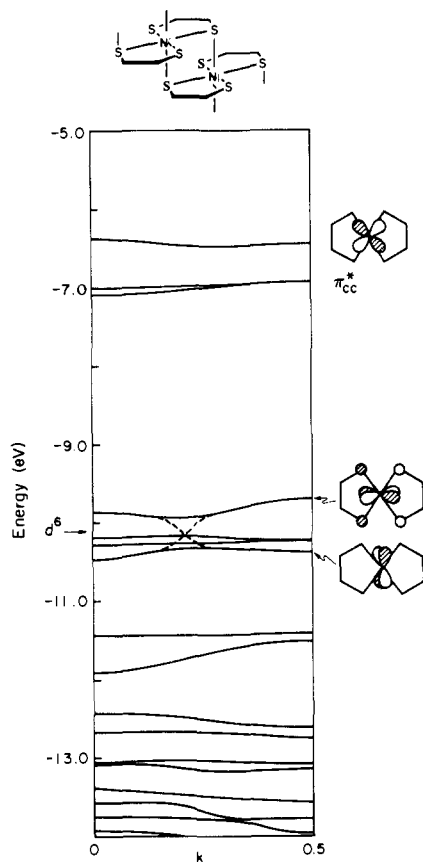 Ni
S
S
S
S
Ni
S
S
S
S
-5.0
-7.0
-9.0
-11.0
-13.0
Energy (eV)
d⁶
π*cc
0
k
0.5